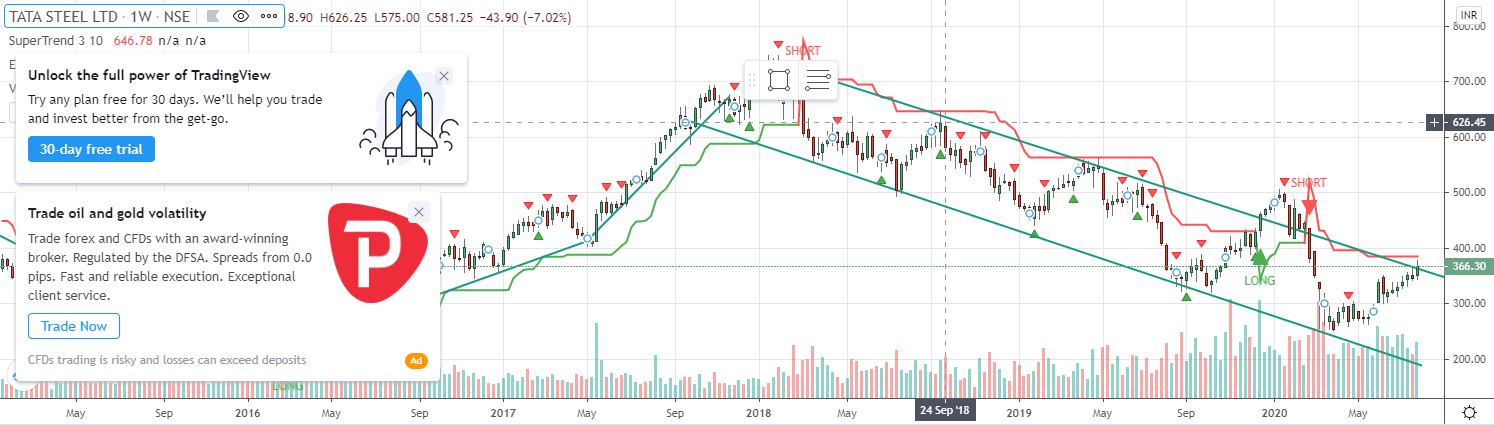 TATA STEEL LTD · 1W · NSE
8.90 H626.25 L575.00 C581.25 −43.90 (−7.02%)
INR
SuperTrend 3 10 646.78 n/a n/a
E
V
Unlock the full power of TradingView
Try any plan free for 30 days. We'll help you trade
and invest better from the get-go.
30-day free trial
Trade oil and gold volatility
Trade forex and CFDs with an award-winning
broker. Regulated by the DFSA. Spreads from 0.0
pips. Fast and reliable execution. Exceptional
client service.
P
Trade Now
CFDs trading is risky and losses can exceed deposits
Ad
LONG
SHORT
SHORT
LONG
800.00
700.00
626.45
600.00
500.00
400.00
366.30
300.00
200.00
May Sep 2016 May Sep 2017 May Sep 2018 May 24 Sep '18 2019 May Sep 2020 May